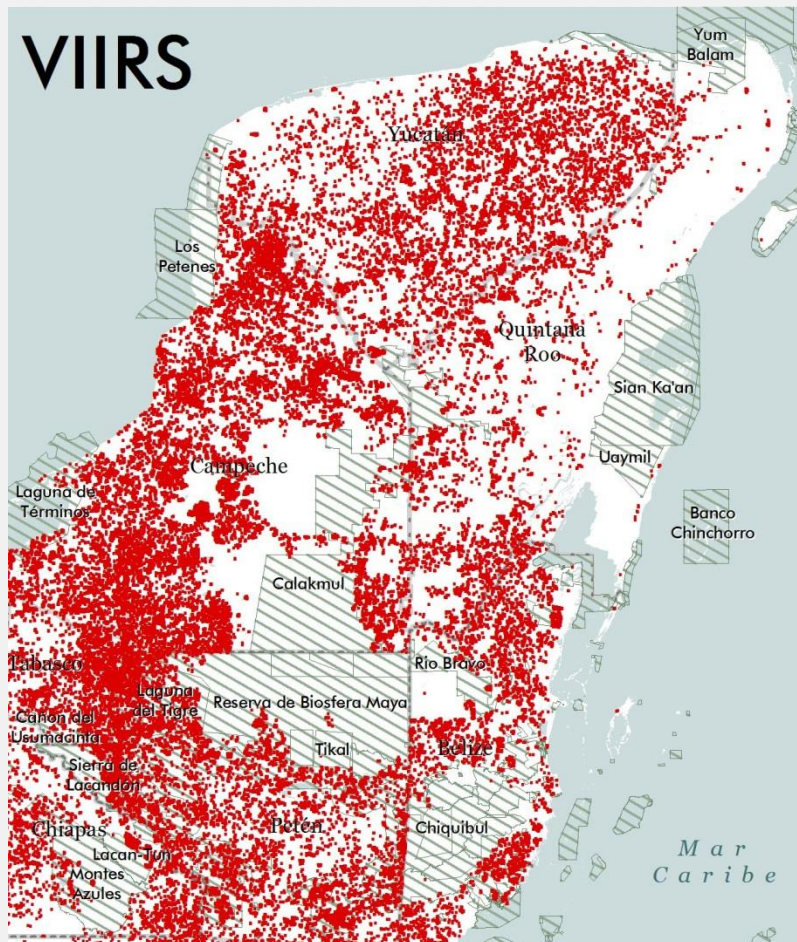 VIIRS
Yum
Balam
Yucatán
Los
Petenes
Quintana
Roo
Sian Ka'an
Uaymil
Campeche
Laguna de
Términos
Banco
Chinchorro
Calakmul
Tabasco
Laguna
del Tigre
Rio Bravo
Reserva de Biosfera Maya
Cañon del
Usumacinta
Tikal
Belize
Sierra de
Lacandón
Chiapas
Petén
Chiquibul
Lacan-Tun
Montes
Azules
Mar
Caribe